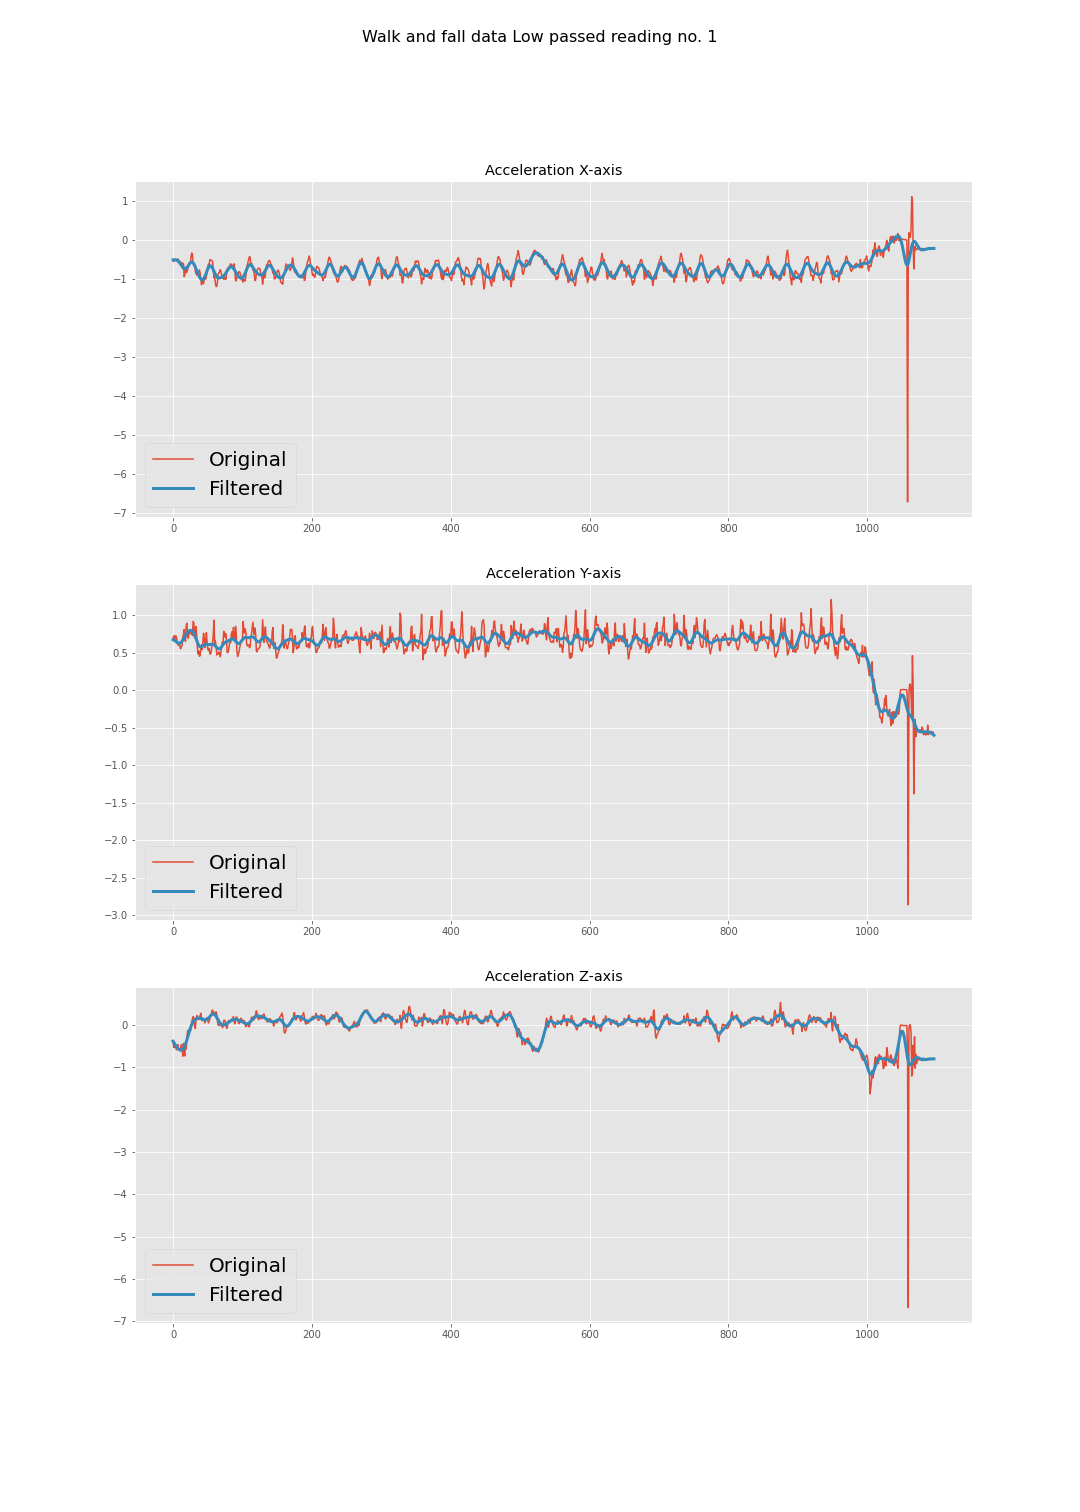 Walk and fall data Low passed reading no. 1
Acceleration X-axis
1
0
−1
−2
−3
−4
−5
−6
−7
Original
Filtered
0 200 400 600 800 1000
Acceleration Y-axis
1.0
0.5
0.0
−0.5
−1.0
−1.5
−2.0
−2.5
−3.0
Original
Filtered
0 200 400 600 800 1000
Acceleration Z-axis
0
−1
−2
−3
−4
−5
−6
−7
Original
Filtered
0 200 400 600 800 1000